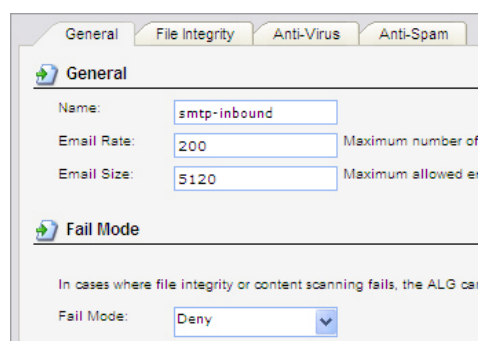 General File Integrity Anti-Virus Anti-Spam
General
Name: smtp-inbound
Email Rate: 200 Maximum number of
Email Size: 5120 Maximum allowed
Fail Mode
In cases where file integrity or content scanning fails, the ALG
Fail Mode: Deny